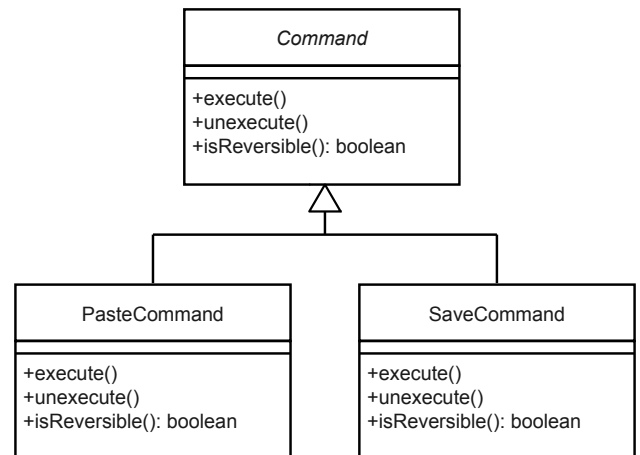 Command
+execute()
+unexecute()
+isReversible(): boolean
PasteCommand
+execute()
+unexecute()
+isReversible(): boolean
SaveCommand
+execute()
+unexecute()
+isReversible(): boolean